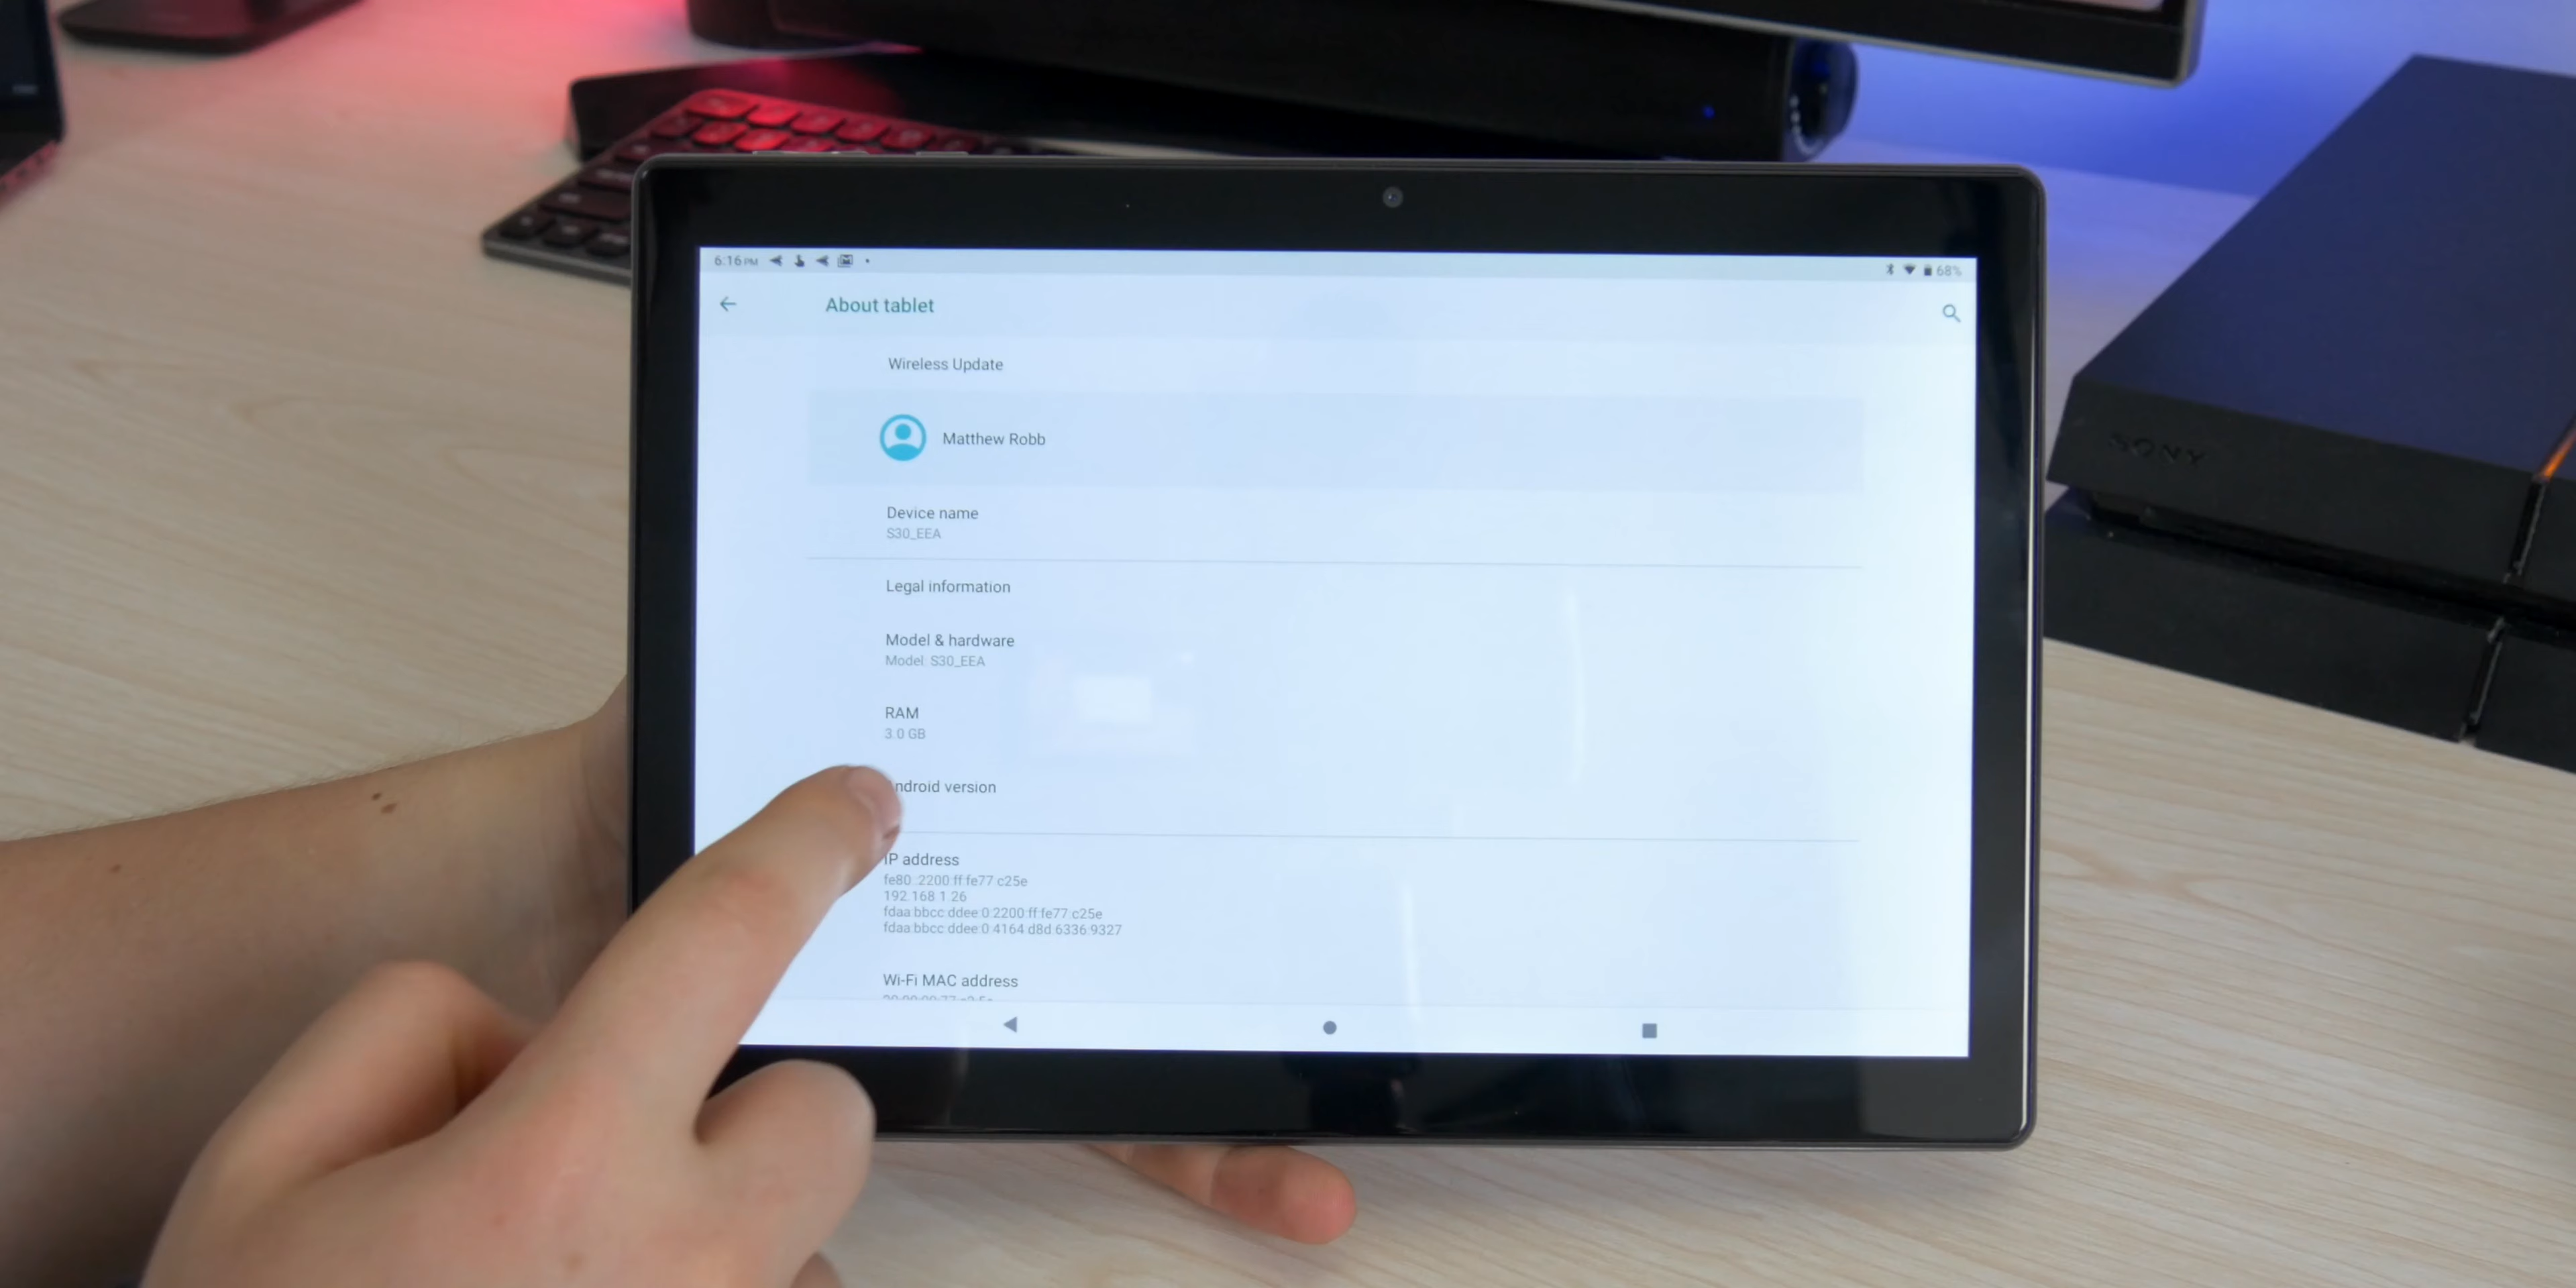 6:16 PM
68%
About tablet
Wireless Update
Matthew Robb
Device name
S30_EEA
Legal information
Model & hardware
Model: S30_EEA
RAM
3.0 GB
ndroid version
IP address
fe80::2200:ff:fe77:c25e
192.168.1.26
fdaa:bbcc:ddee:0:2200:ff:fe77:c25e
fdaa:bbcc:ddee:0:4164:d8d:6336:9327
Wi-Fi MAC address
SONY